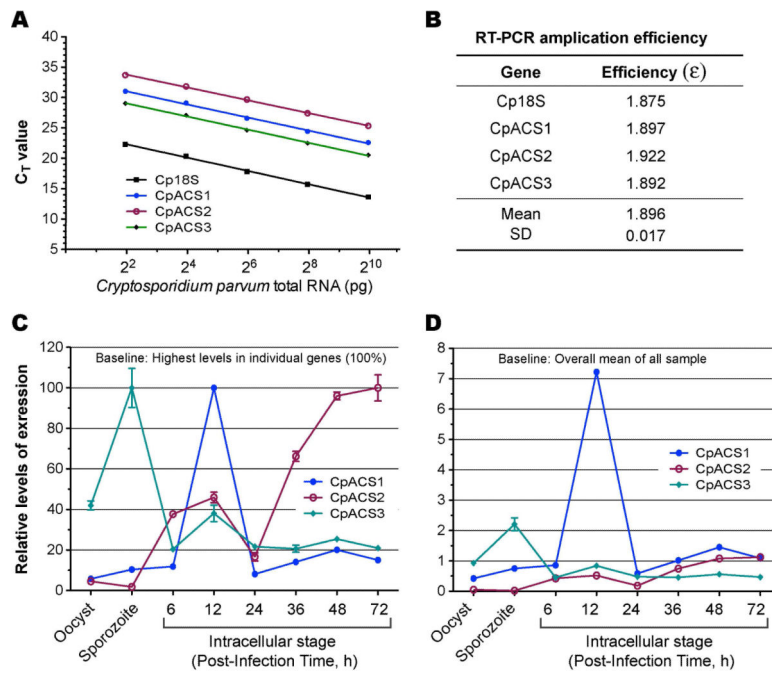 A
C_T value
40
35
30
25
20
15
10
5
Cp18S
CpACS1
CpACS2
CpACS3
2^2 2^4 2^6 2^8 2^10
Cryptosporidium parvum total RNA (pg)
B
RT-PCR amplication efficiency
Gene Efficiency (ε)
Cp18S 1.875
CpACS1 1.897
CpACS2 1.922
CpACS3 1.892
Mean 1.896
SD 0.017
C
Relative levels of exression
120
100
80
60
40
20
0
Baseline: Highest levels in individual genes (100%)
CpACS1
CpACS2
CpACS3
Oocyst Sporozoite 6 12 24 36 48 72
Intracellular stage
(Post-Infection Time, h)
D
8
7
6
5
4
3
2
1
0
Baseline: Overall mean of all sample
CpACS1
CpACS2
CpACS3
Oocyst Sporozoite 6 12 24 36 48 72
Intracellular stage
(Post-Infection Time, h)